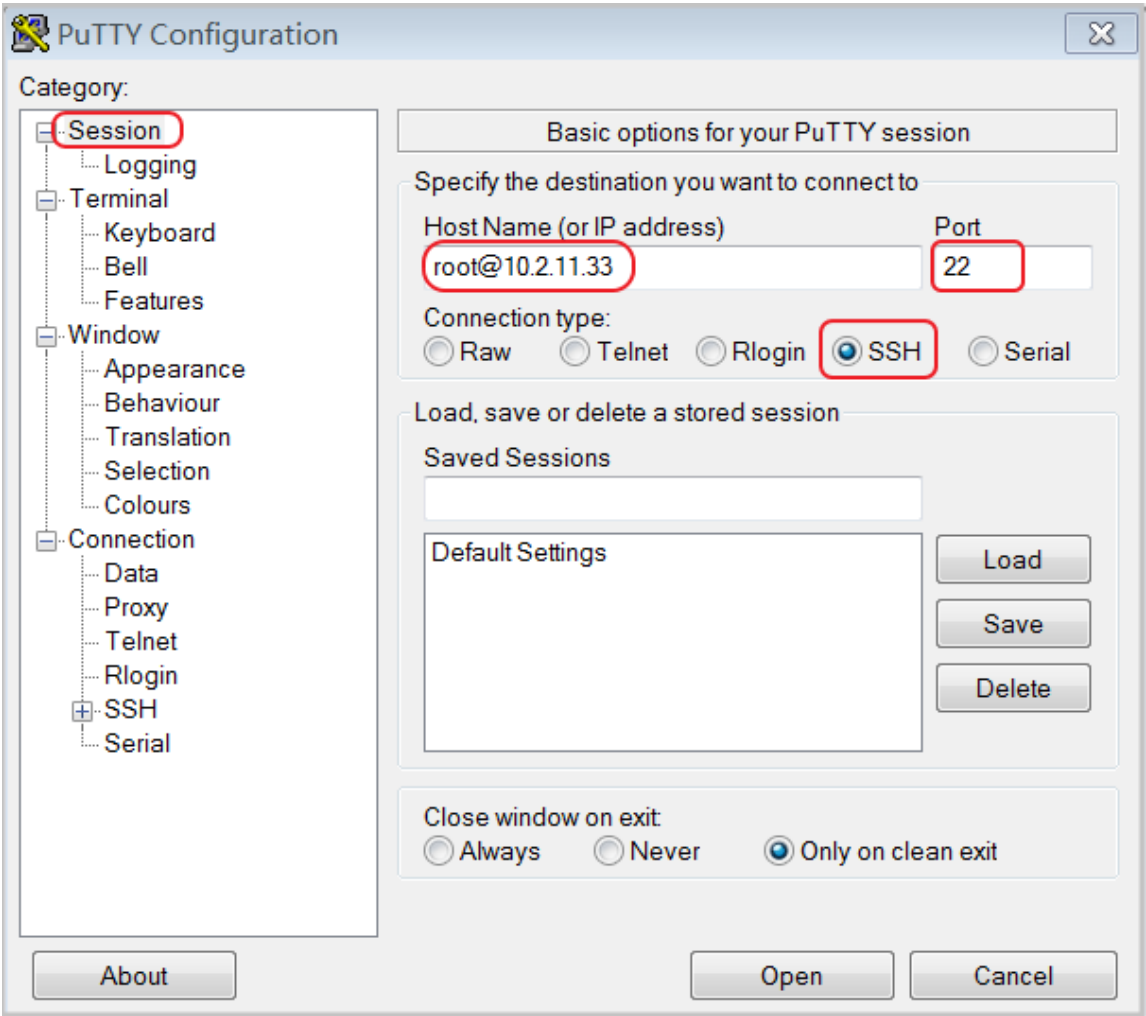 PuTTY Configuration
Category:
Session
Logging
Terminal
Keyboard
Bell
Features
Window
Appearance
Behaviour
Translation
Selection
Colours
Connection
Data
Proxy
Telnet
Rlogin
SSH
Serial
Basic options for your PuTTY session
Specify the destination you want to connect to
Host Name (or IP address) Port
root@10.2.11.33 22
Connection type:
Raw Telnet Rlogin SSH Serial
Load, save or delete a stored session
Saved Sessions
Default Settings
Load
Save
Delete
Close window on exit:
Always Never Only on clean exit
About Open Cancel